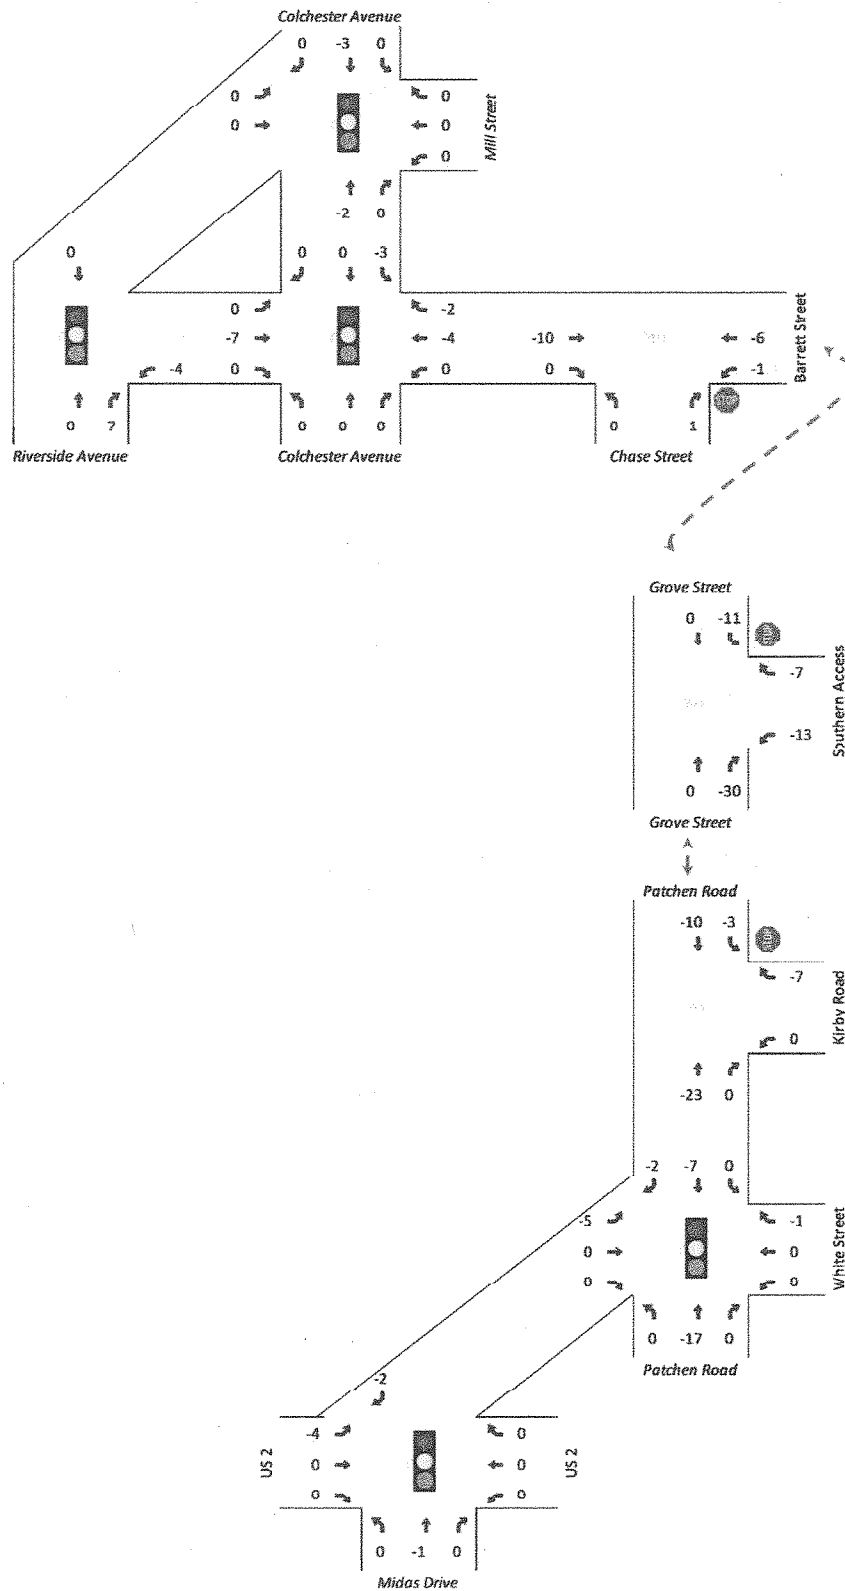 Colchester Avenue
0 -3 0
0 0
0 0
0
Mill Street
-2 0
0 0 0 -3
0 -2
-7 -4 -10 -6
-4 0 0 0 -1
Barrett Street
0 7 0 0 0 0 1
Riverside Avenue Colchester Avenue Chase Street
Grove Street
0 -11
-7
-13
Southern Access
0 -30
Grove Street
Patchen Road
-10 -3
-7
0
Kirby Road
-23 0
-2 -7 0
-5 -1
0 0
0 0
White Street
0 -17 0
Patchen Road
-2
-4 0
0 0
0 0
US 2 US 2
0 -1 0
Midas Drive